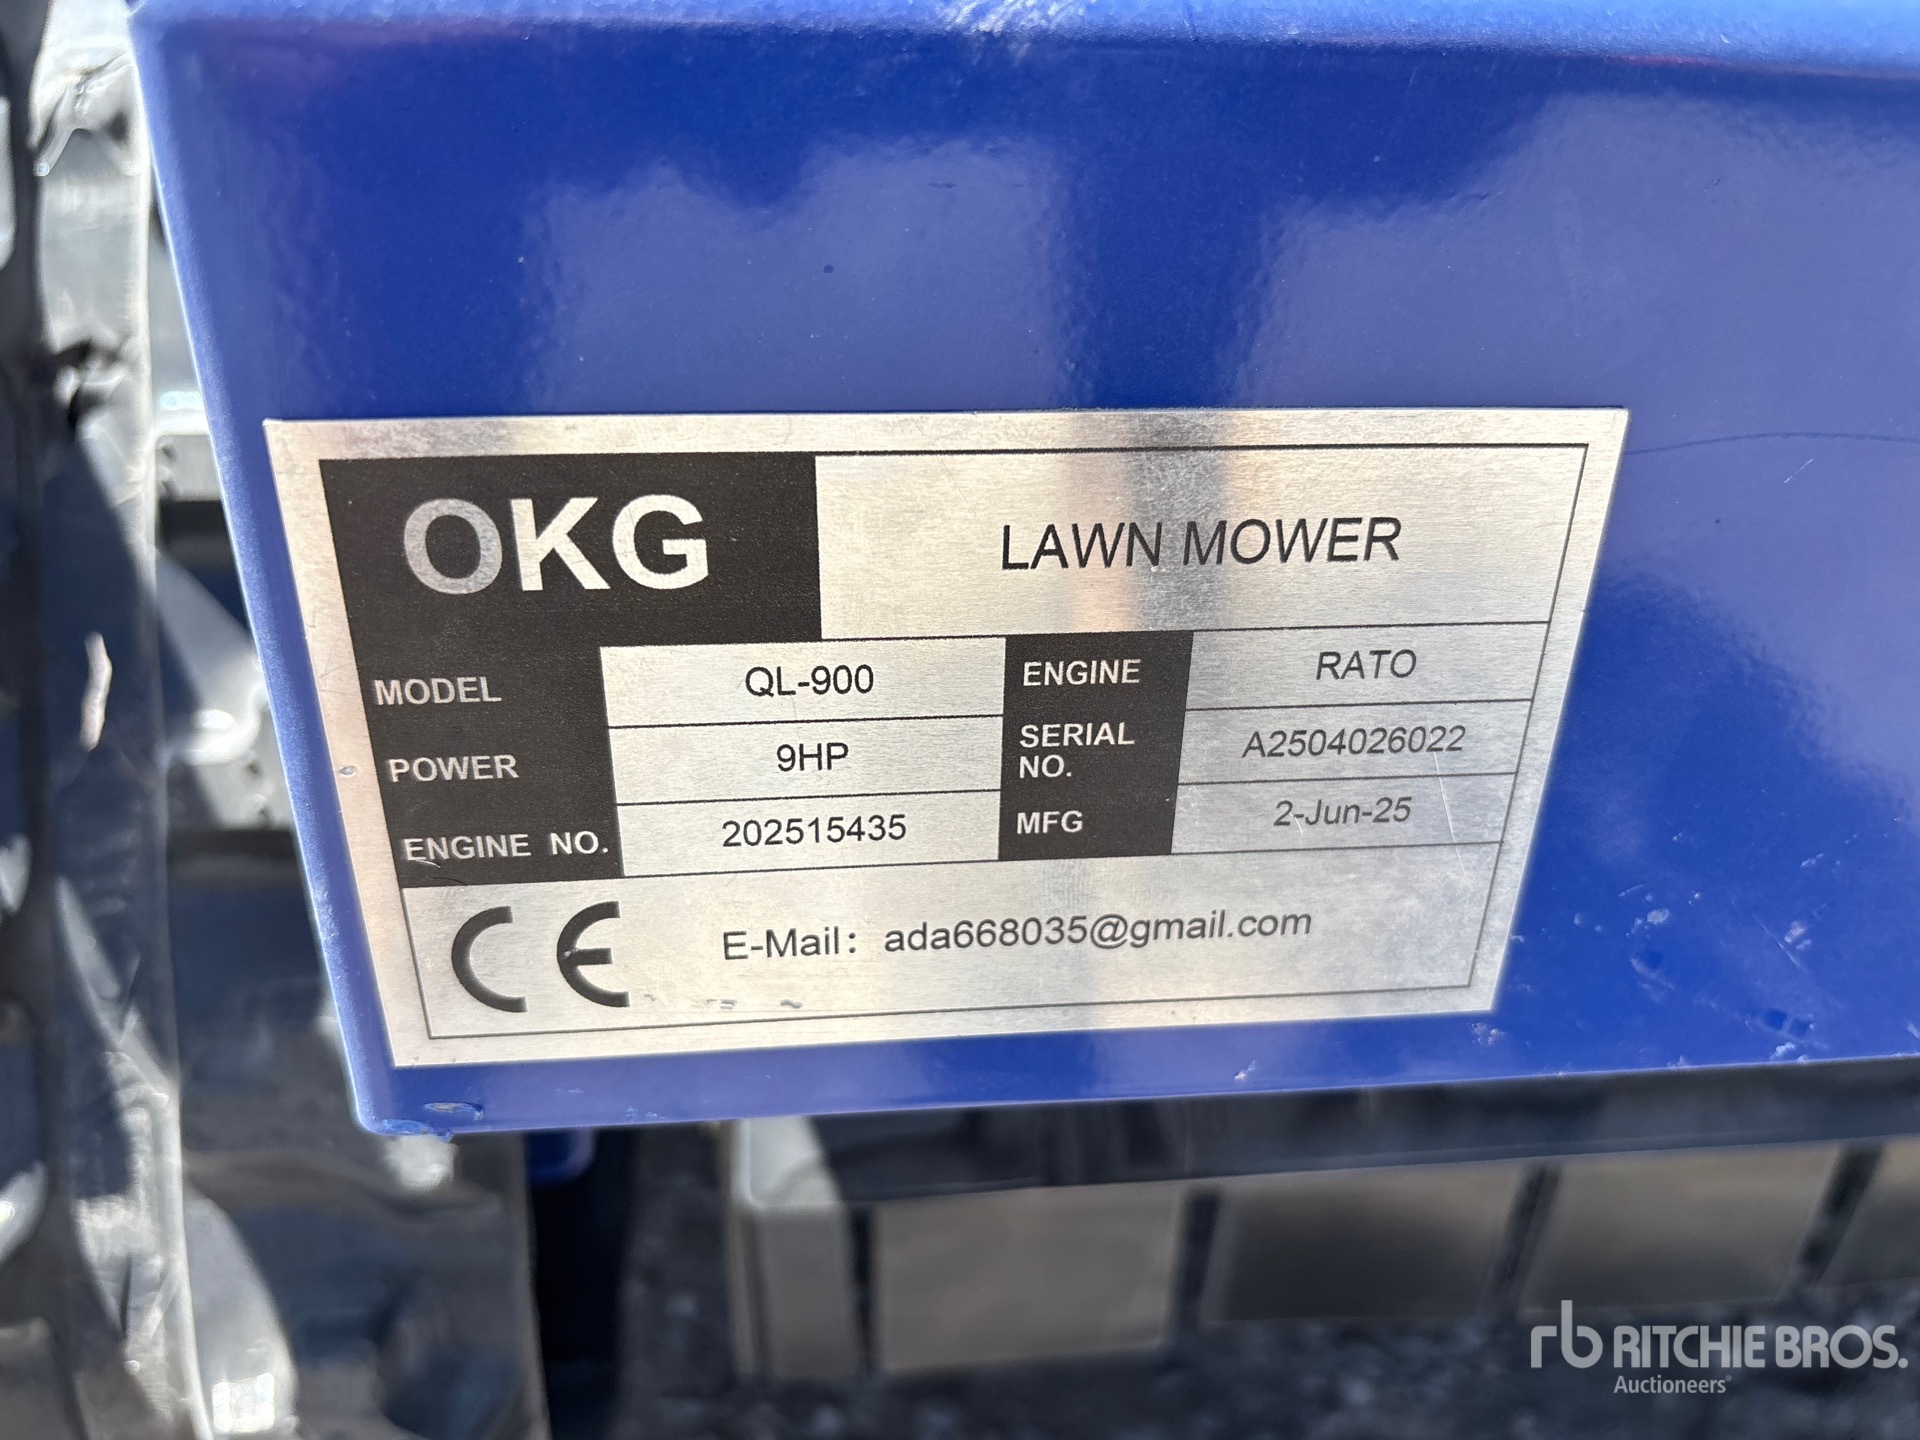 OKG
LAWN MOWER
MODEL QL-900 ENGINE RATO
POWER 9HP SERIAL NO. A2504026022
ENGINE NO. 202515435 MFG 2-Jun-25
CE E-Mail: ada668035@gmail.com
rb RITCHIE BROS.
Auctioneers